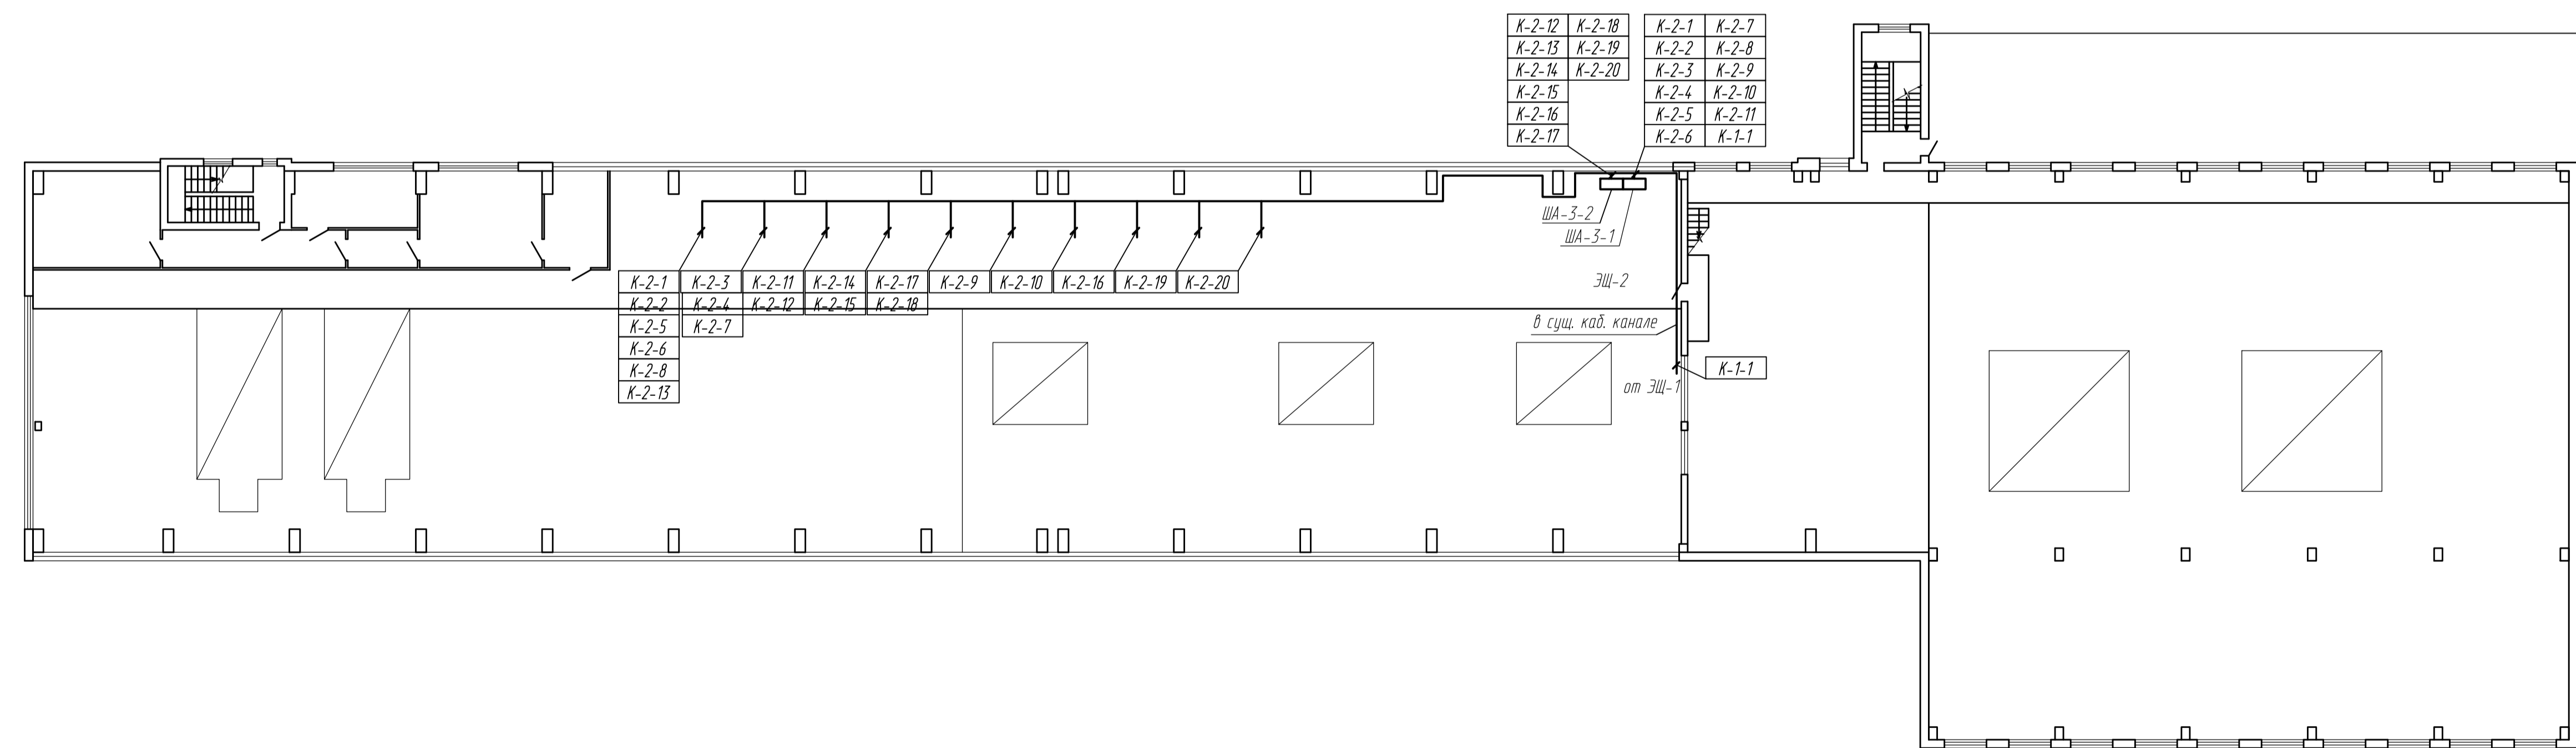 К-2-12 К-2-18 К-2-1 К-2-7
К-2-13 К-2-19 К-2-2 К-2-8
К-2-14 К-2-20 К-2-3 К-2-9
К-2-15 К-2-4 К-2-10
К-2-16 К-2-5 К-2-11
К-2-17 К-2-6 К-1-1
ША-3-2
ША-3-1
К-2-1 К-2-3 К-2-11 К-2-14 К-2-17 К-2-9 К-2-10 К-2-16 К-2-19 К-2-20
ЭЩ-2
К-2-2 К-2-4 К-2-12 К-2-15 К-2-18
К-2-5 К-2-7
в сущ. каб. канале
К-2-6
К-2-8
К-1-1
К-2-13
от ЭЩ-1